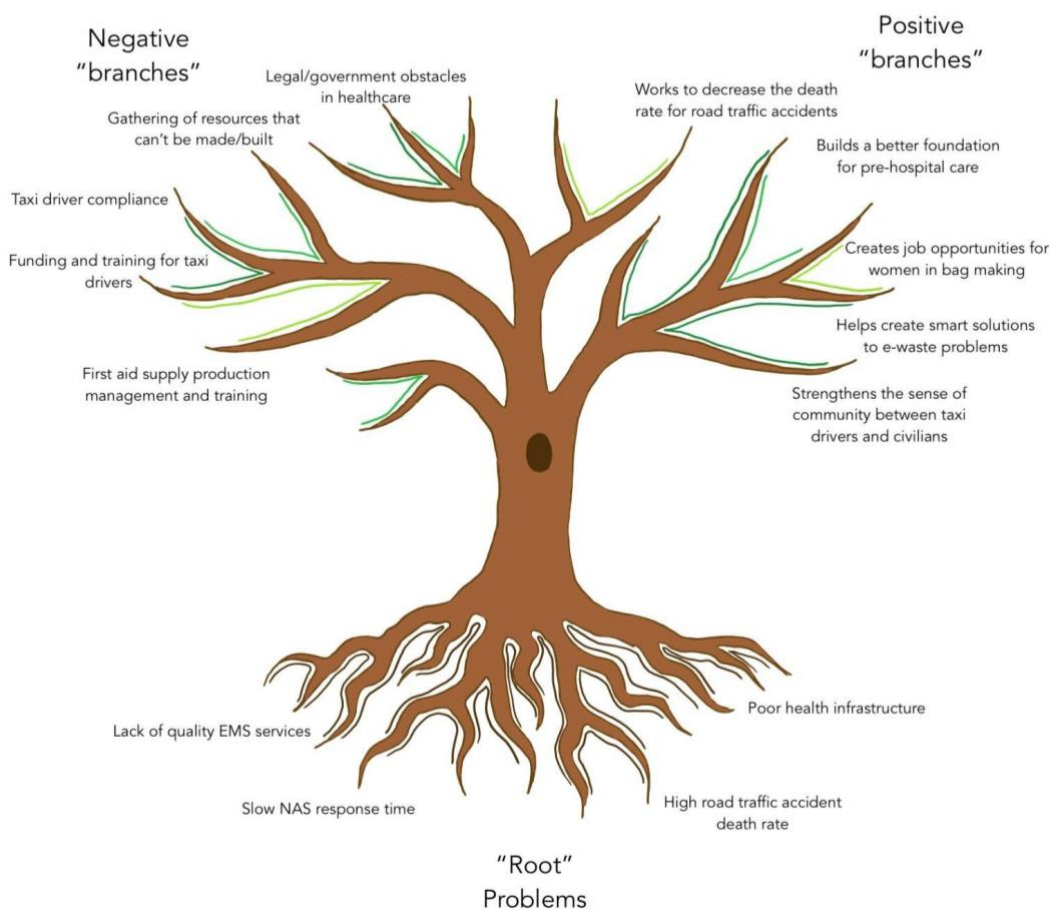 Negative
“branches”
Legal/government obstacles
in healthcare
Gathering of resources that
can’t be made/built
Taxi driver compliance
Funding and training for taxi
drivers
First aid supply production
management and training
Positive
“branches”
Works to decrease the death
rate for road traffic accidents
Builds a better foundation
for pre-hospital care
Creates job opportunities for
women in bag making
Helps create smart solutions
to e-waste problems
Strengthens the sense of
community between taxi
drivers and civilians
Lack of quality EMS services
Slow NAS response time
Poor health infrastructure
High road traffic accident
death rate
“Root”
Problems